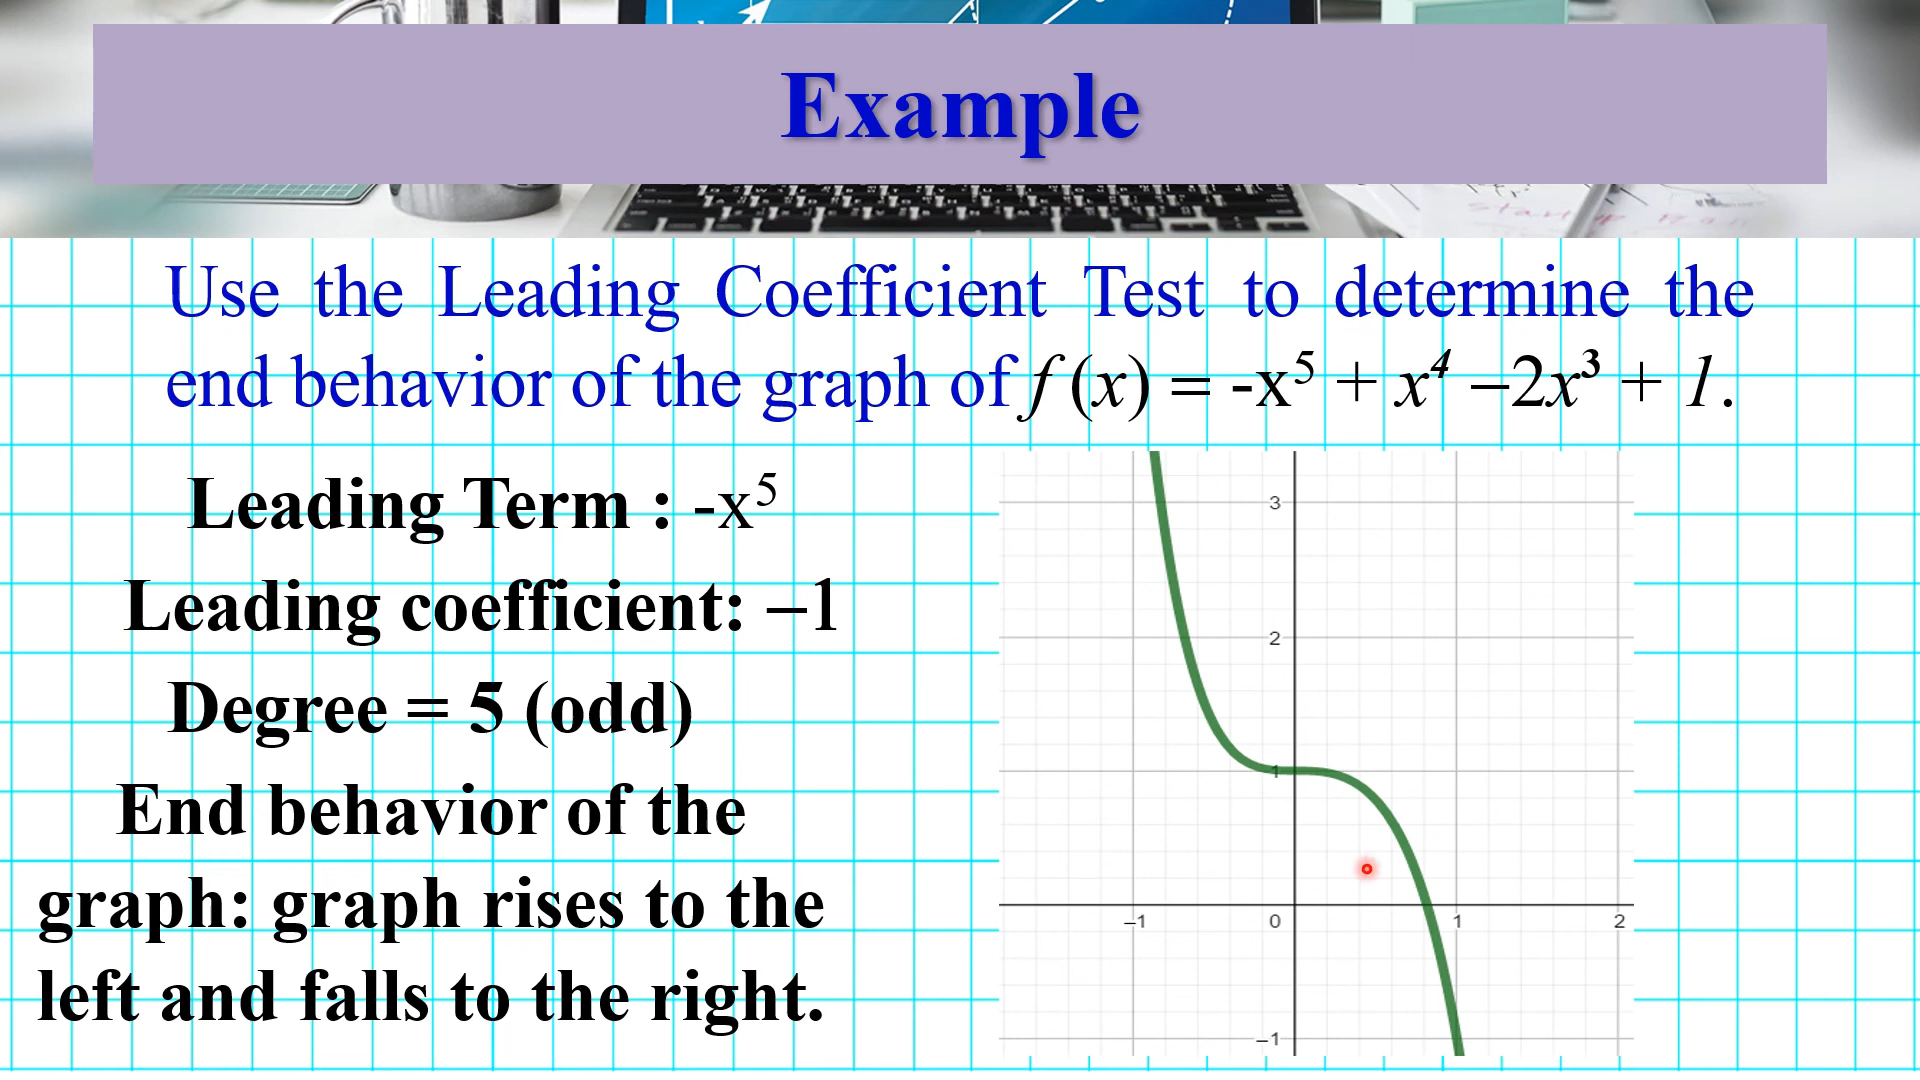 Example
Use the Leading Coefficient Test to determine the
end behavior of the graph of f (x) = -x⁵ + x⁴ –2x³ + 1.
Leading Term : -x⁵
Leading coefficient: –1
Degree = 5 (odd)
End behavior of the
graph: graph rises to the
left and falls to the right.
3
2
1
–1 0 1 2
–1